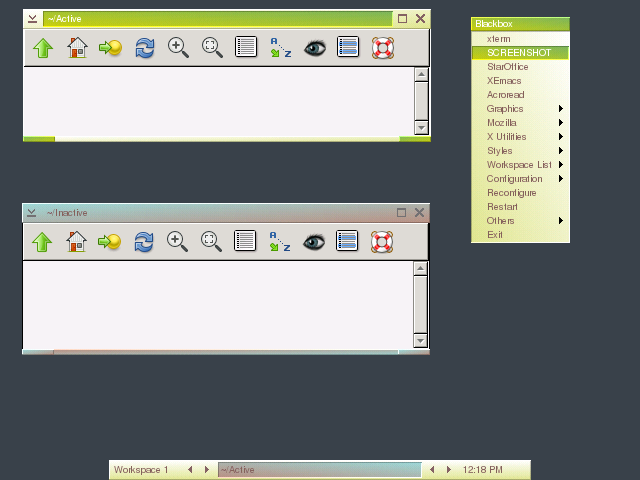 ~/Active
A
Z
Blackbox
xterm
SCREENSHOT
StarOffice
XEmacs
Acroread
Graphics
Mozilla
X Utilities
Styles
Workspace List
Configuration
Reconfigure
Restart
Others
Exit
~/Inactive
A
Z
Workspace 1
~/Active
12:18 PM